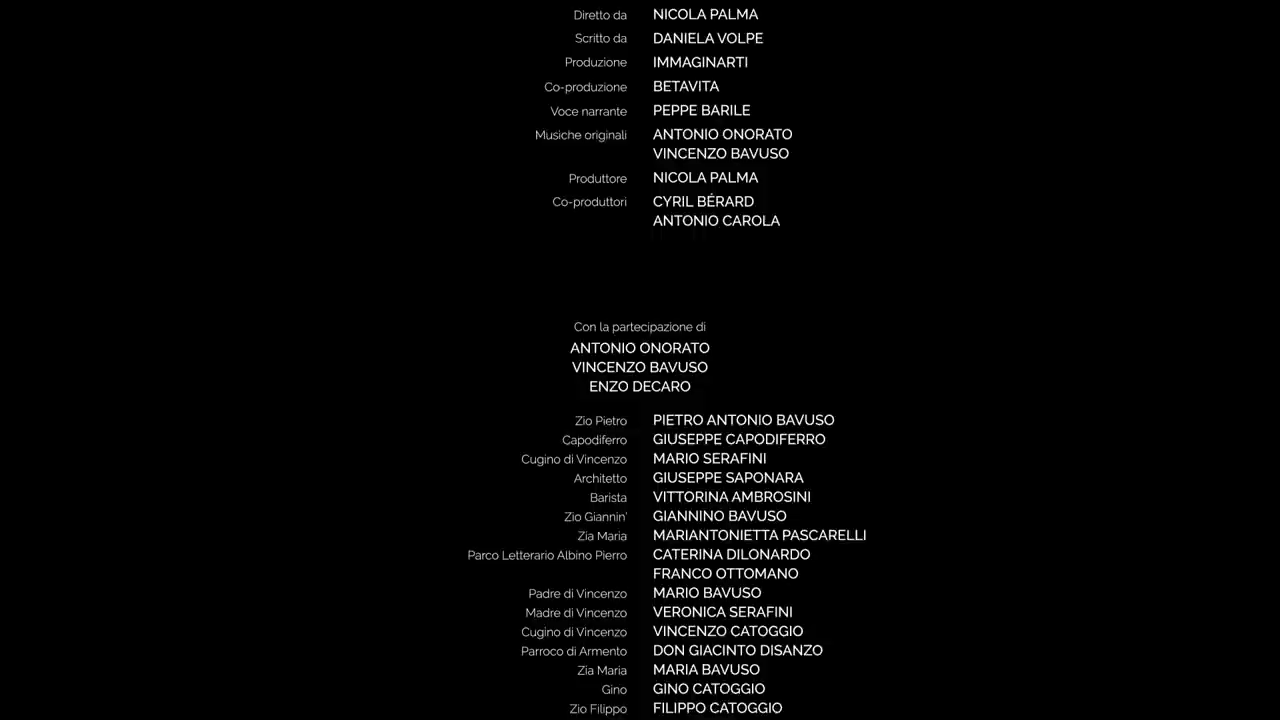 Diretto da NICOLA PALMA
Scritto da DANIELA VOLPE
Produzione IMMAGINARTI
Co-produzione BETAVITA
Voce narrante PEPPE BARILE
Musiche originali ANTONIO ONORATO
VINCENZO BAVUSO
Produttore NICOLA PALMA
Co-produttori CYRIL BÉRARD
ANTONIO CAROLA
Con la partecipazione di
ANTONIO ONORATO
VINCENZO BAVUSO
ENZO DECARO
Zio Pietro PIETRO ANTONIO BAVUSO
Capodiferro GIUSEPPE CAPODIFERRO
Cugino di Vincenzo MARIO SERAFINI
Architetto GIUSEPPE SAPONARA
Barista VITTORINA AMBROSINI
Zio Giannin' GIANNINO BAVUSO
Zia Maria MARIANTONIETTA PASCARELLI
Parco Letterario Albino Pierro CATERINA DILONARDO
FRANCO OTTOMANO
Padre di Vincenzo MARIO BAVUSO
Madre di Vincenzo VERONICA SERAFINI
Cugino di Vincenzo VINCENZO CATOGGIO
Parroco di Armento DON GIACINTO DISANZO
Zia Maria MARIA BAVUSO
Gino GINO CATOGGIO
Zio Filippo FILIPPO CATOGGIO